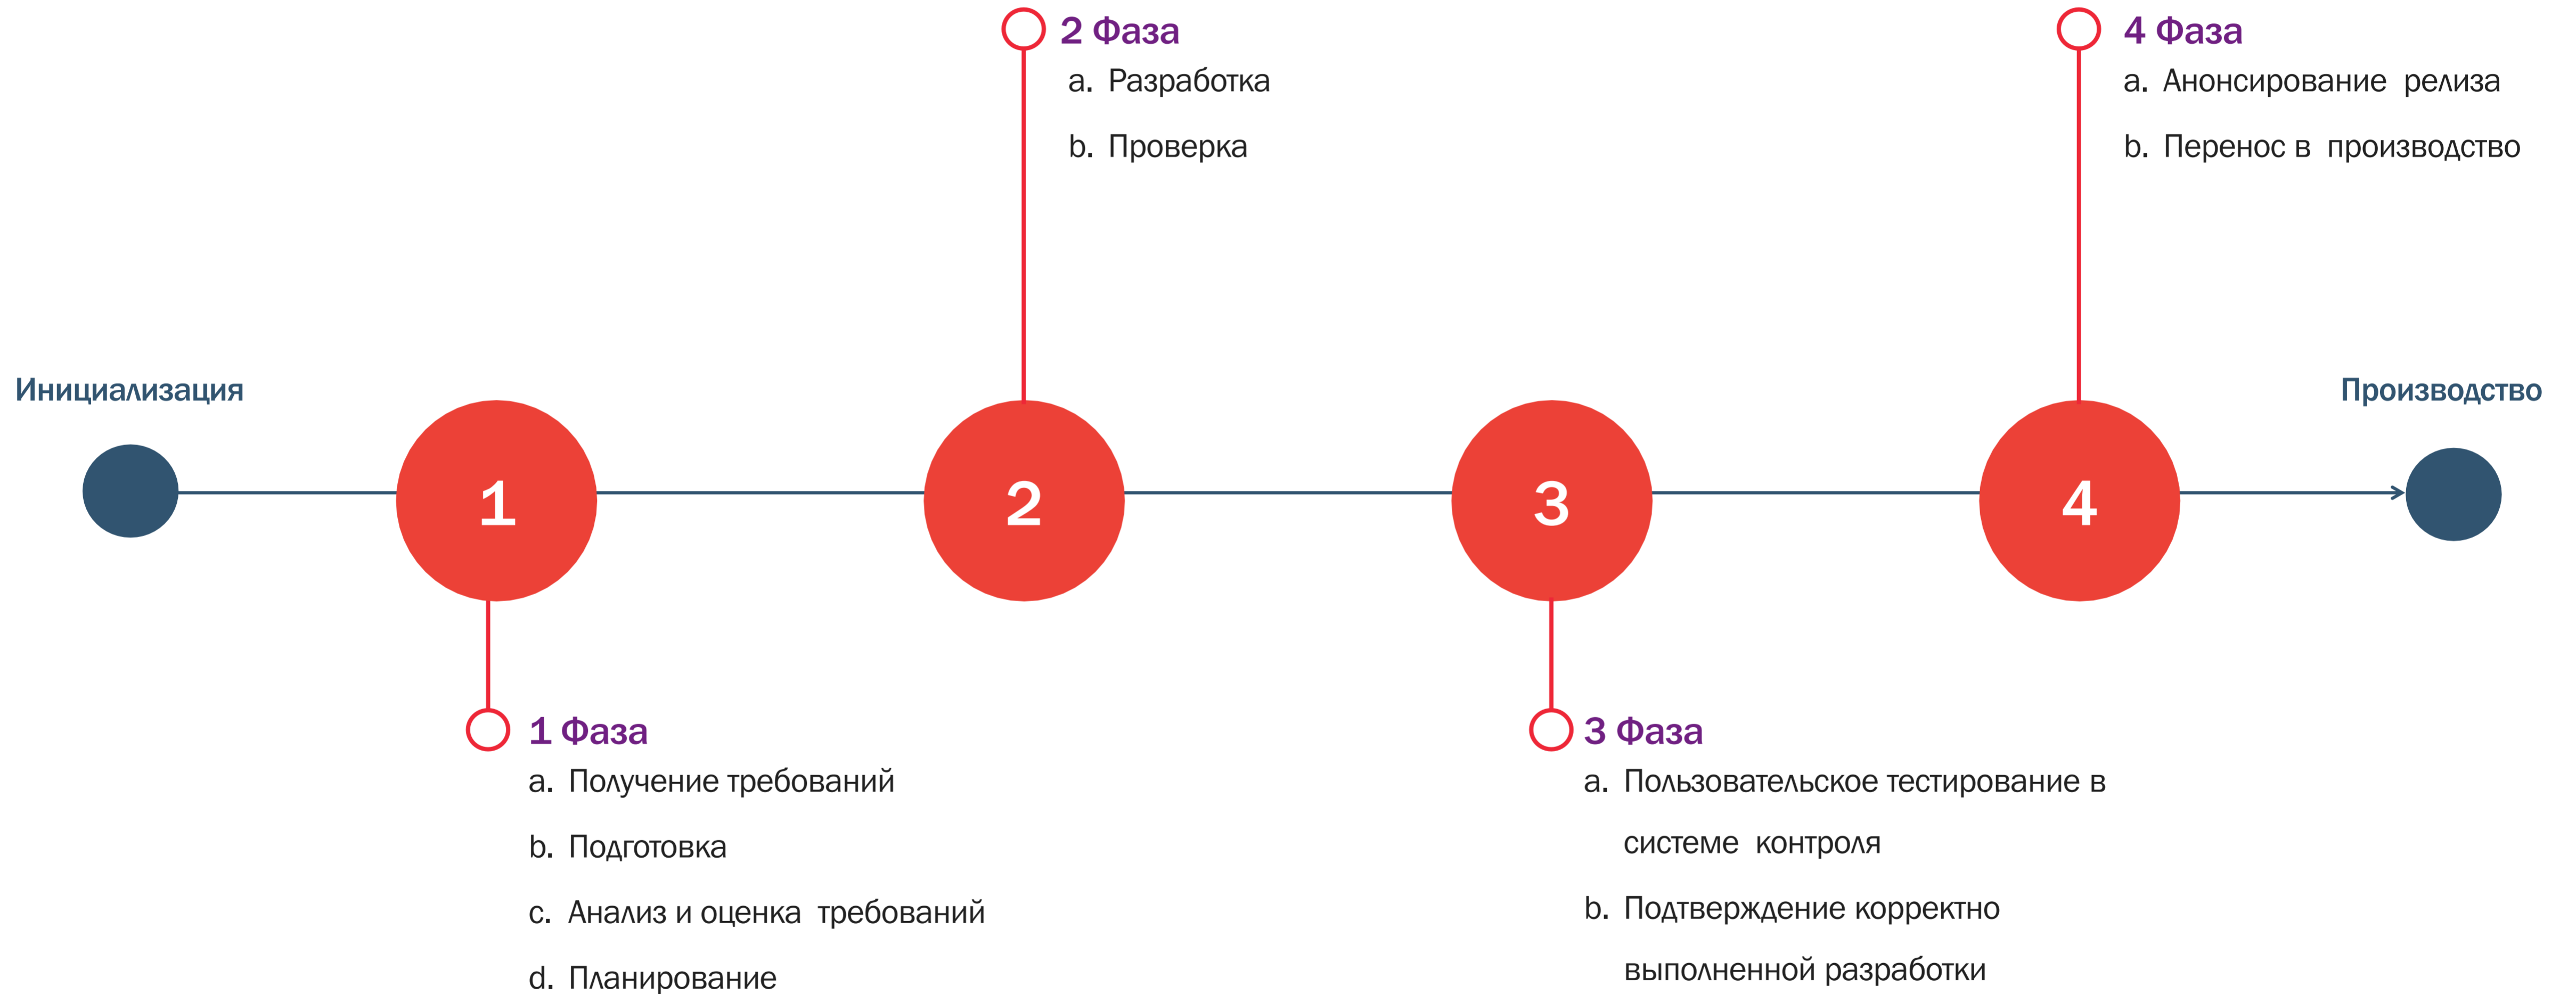 2 Фаза
a. Разработка
b. Проверка
4 Фаза
a. Анонсирование релиза
b. Перенос в производство
Инициализация
Производство
1
2
3
4
1 Фаза
a. Получение требований
b. Подготовка
c. Анализ и оценка требований
d. Планирование
3 Фаза
a. Пользовательское тестирование в
системе контроля
b. Подтверждение корректно
выполненной разработки